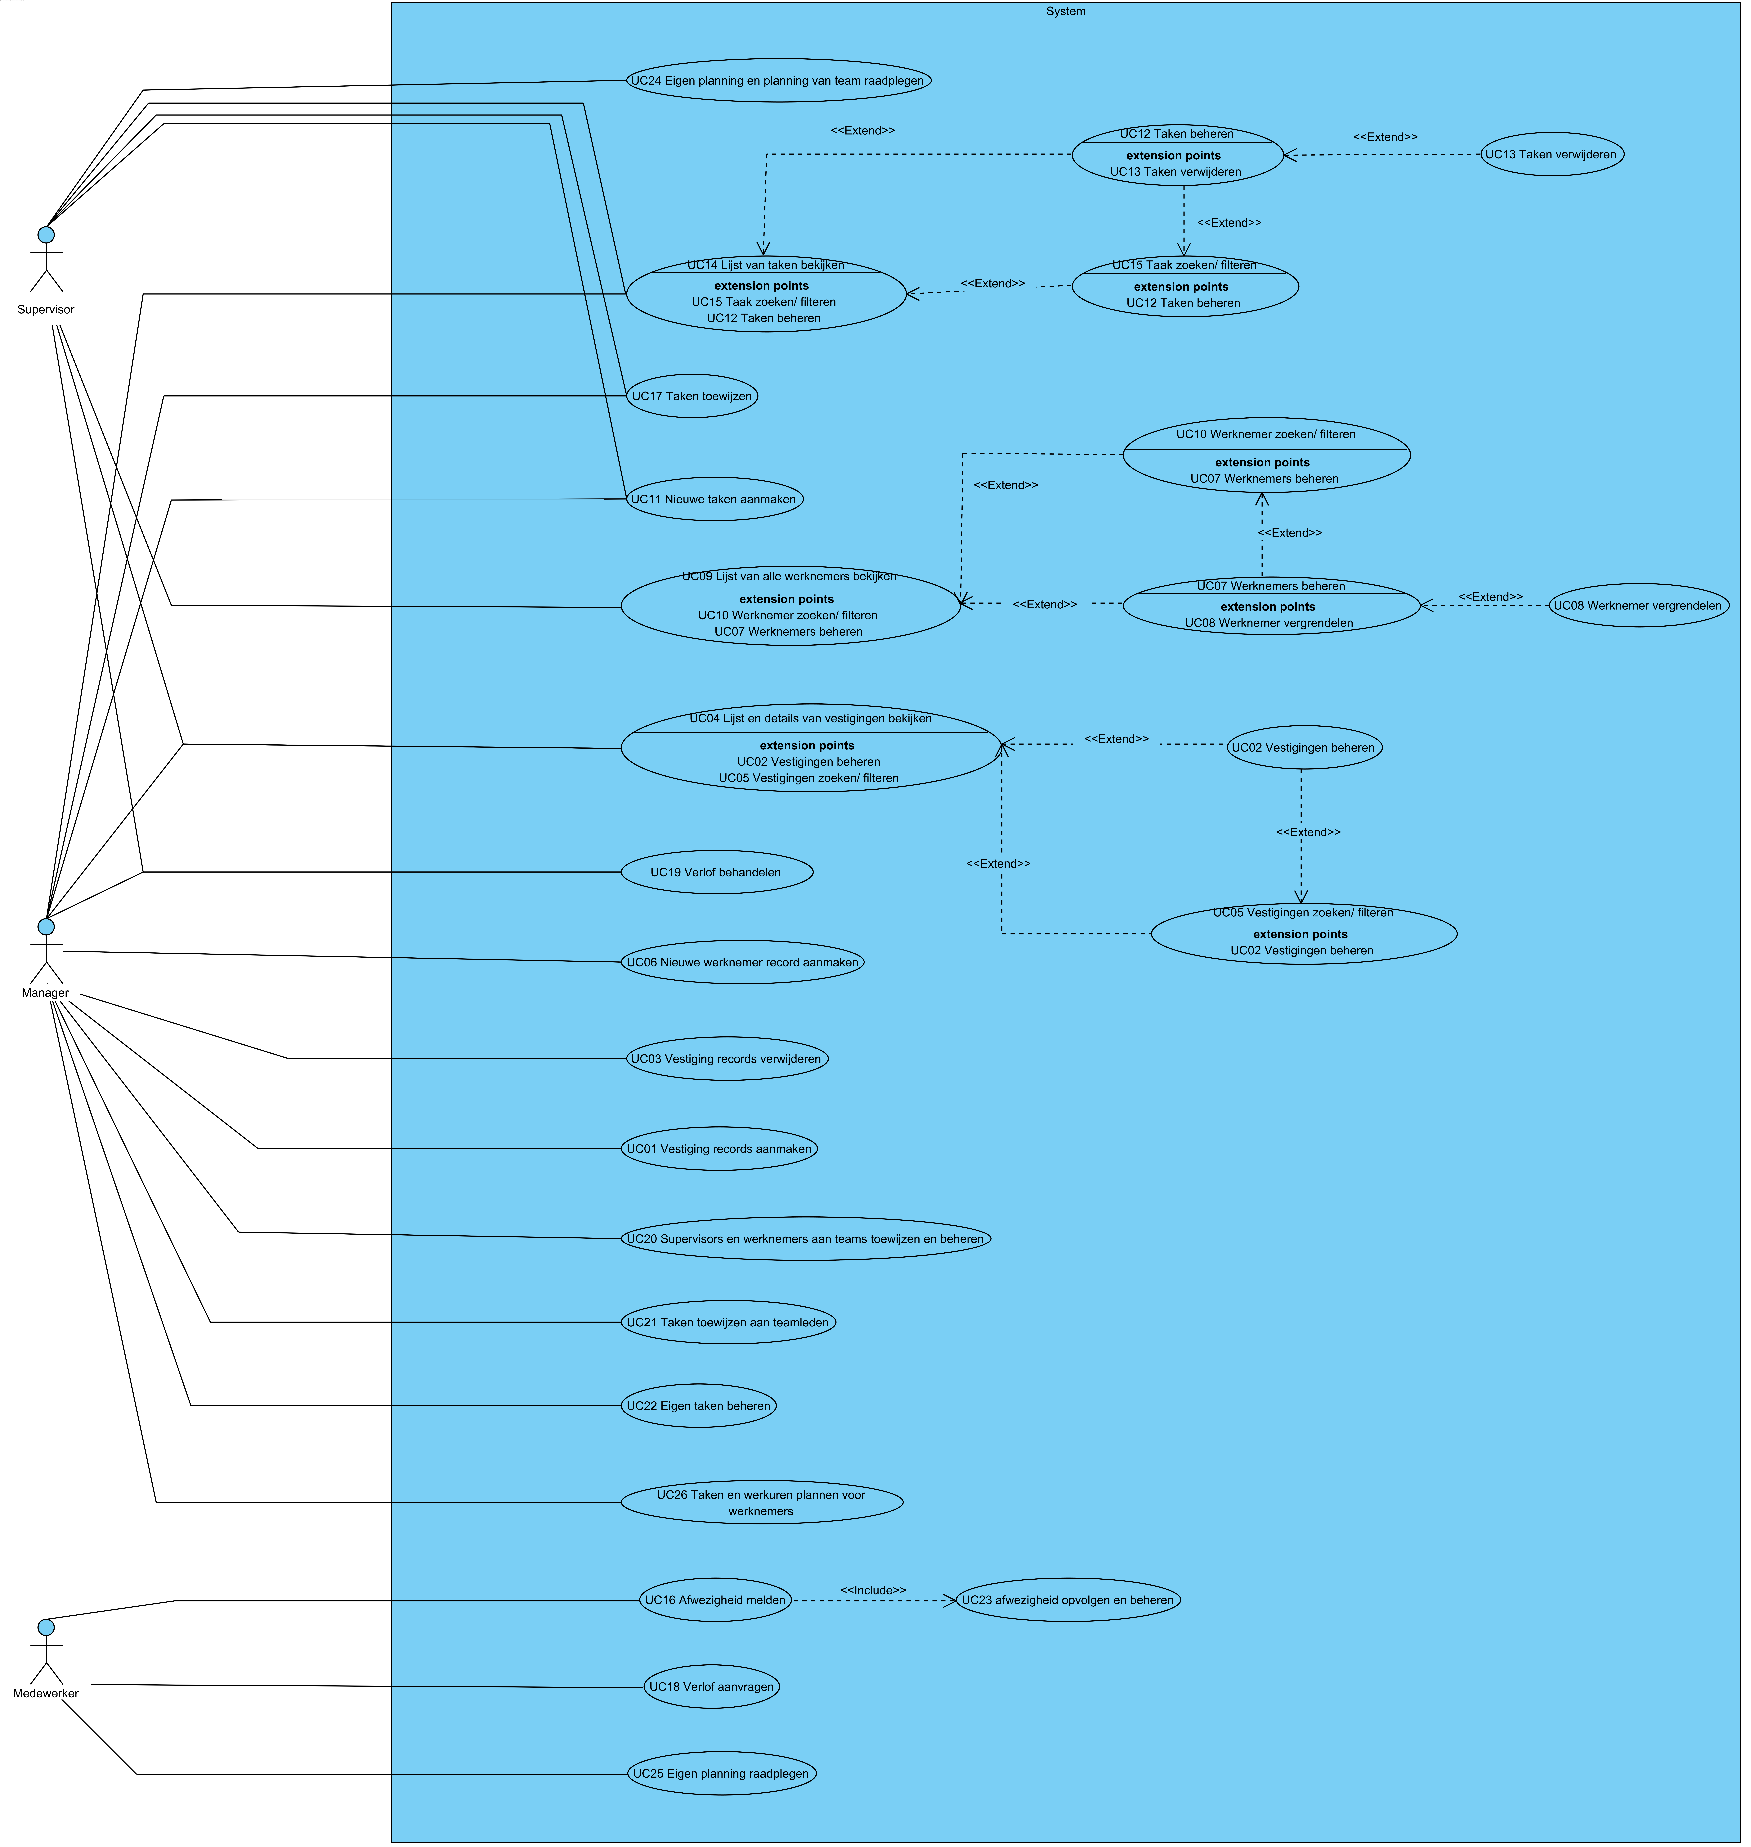 System
UC24 Eigen planning en planning van team raadplegen
<<Extend>>
UC12 Taken beheren
extension points
UC13 Taken verwijderen
<<Extend>>
UC13 Taken verwijderen
<<Extend>>
Supervisor
UC14 Lijst van taken bekijken
extension points
UC15 Taak zoeken/ filteren
UC12 Taken beheren
<<Extend>>
UC15 Taak zoeken/ filteren
extension points
UC12 Taken beheren
UC17 Taken toewijzen
UC10 Werknemer zoeken/ filteren
extension points
UC07 Werknemers beheren
<<Extend>>
UC11 Nieuwe taken aanmaken
<<Extend>>
UC09 Lijst van alle werknemers bekijken
extension points
UC10 Werknemer zoeken/ filteren
UC07 Werknemers beheren
<<Extend>>
UC07 Werknemers beheren
extension points
UC08 Werknemer vergrendelen
<<Extend>>
UC08 Werknemer vergrendelen
UC04 Lijst en details van vestigingen bekijken
extension points
UC02 Vestigingen beheren
UC05 Vestigingen zoeken/ filteren
<<Extend>>
UC02 Vestigingen beheren
<<Extend>>
<<Extend>>
UC19 Verlof behandelen
UC05 Vestigingen zoeken/ filteren
extension points
UC02 Vestigingen beheren
UC06 Nieuwe werknemer record aanmaken
Manager
UC03 Vestiging records verwijderen
UC01 Vestiging records aanmaken
UC20 Supervisors en werknemers aan teams toewijzen en beheren
UC21 Taken toewijzen aan teamleden
UC22 Eigen taken beheren
UC26 Taken en werkuren plannen voor
werknemers
UC16 Afwezigheid melden
<<Include>>
UC23 afwezigheid opvolgen en beheren
Medewerker
UC18 Verlof aanvragen
UC25 Eigen planning raadplegen